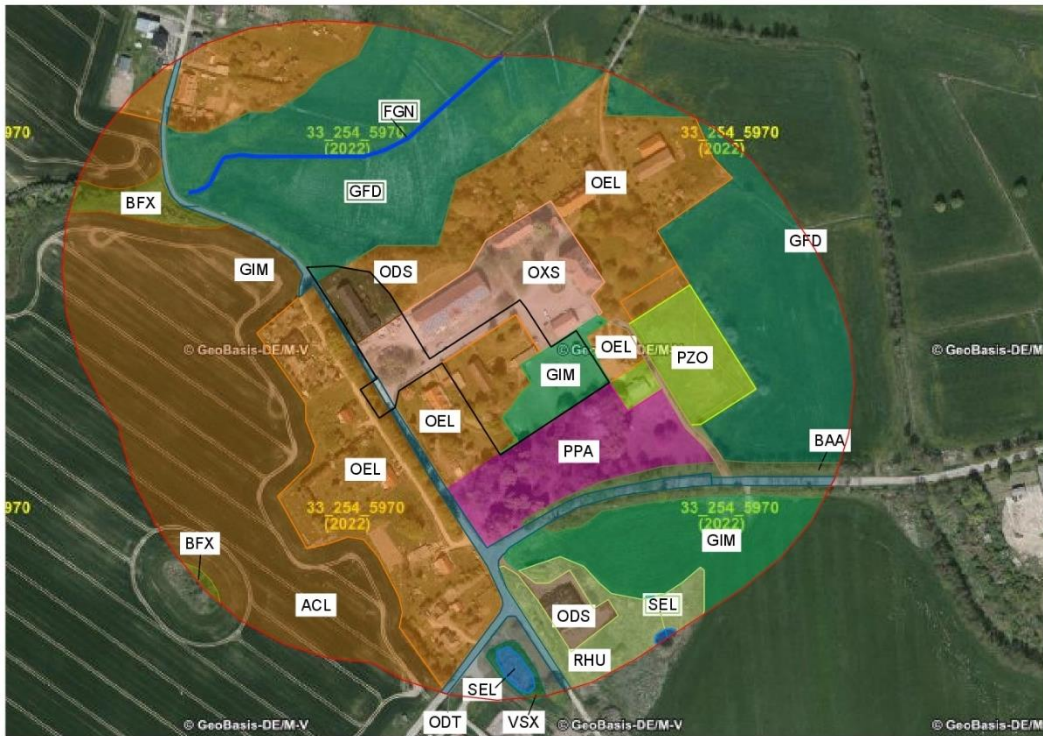 FGN
33_254_5970
(2022)
33_254_5970
(2022)
970
GFD
OEL
BFX
GFD
GIM
ODS
OXS
© GeoBasis-DE/M-V
© GeoBasis-DE/M-V
© GeoBasis-DE/M-V
OEL
PZO
GIM
OEL
BAA
PPA
OEL
33_254_5970
(2022)
33_254_5970
(2022)
970
GIM
BFX
ACL
ODS
SEL
RHU
SEL
© GeoBasis-DE/M-V
ODT
VSX
© GeoBasis-DE/M-V
© GeoBasis-DE/M-V